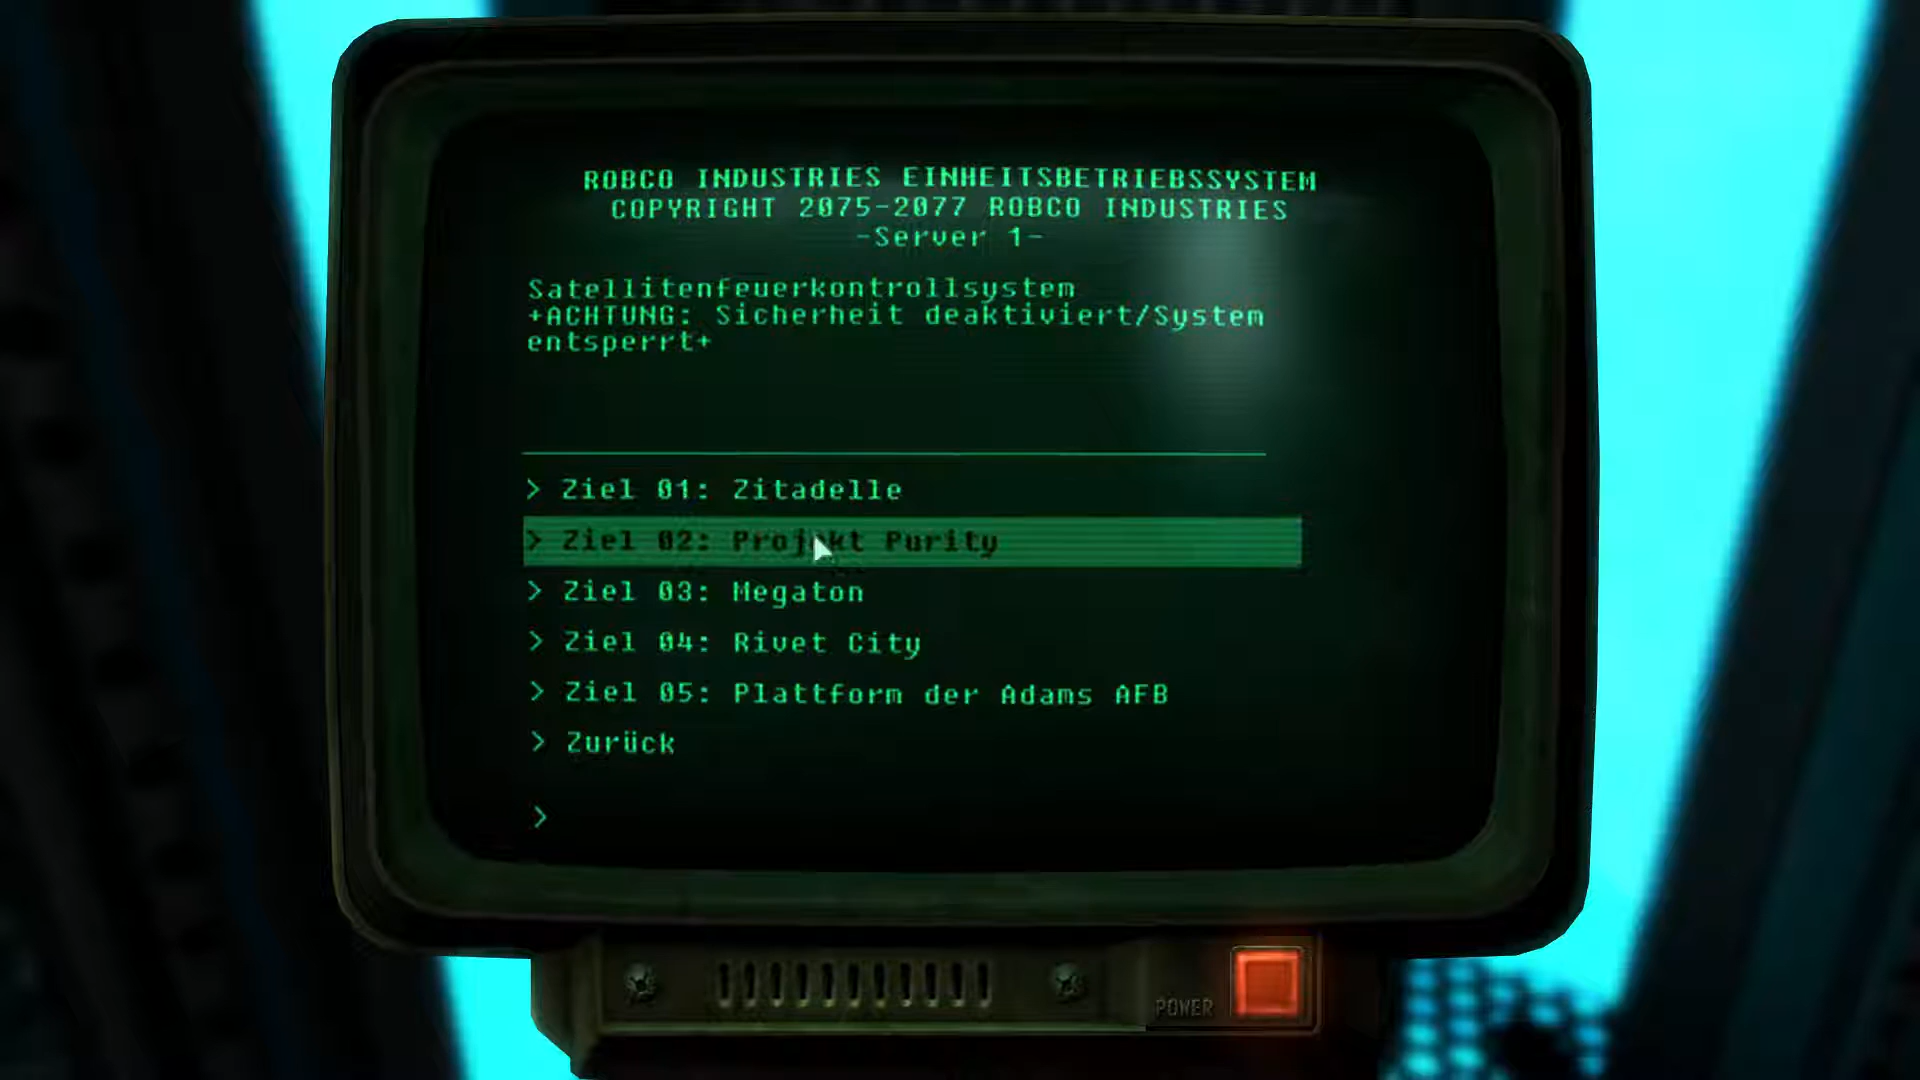 ROBCO INDUSTRIES EINHEITSBETRIEBSSYSTEM
COPYRIGHT 2075-2077 ROBCO INDUSTRIES
-Server 1-
Satellitenfeuerkontrollsystem
+ACHTUNG: Sicherheit deaktiviert/System
entsperrt+
> Ziel 01: Zitadelle
> Ziel 02: Projekt Purity
> Ziel 03: Megaton
> Ziel 04: Rivet City
> Ziel 05: Plattform der Adams AFB
> Zurück
>
POWER